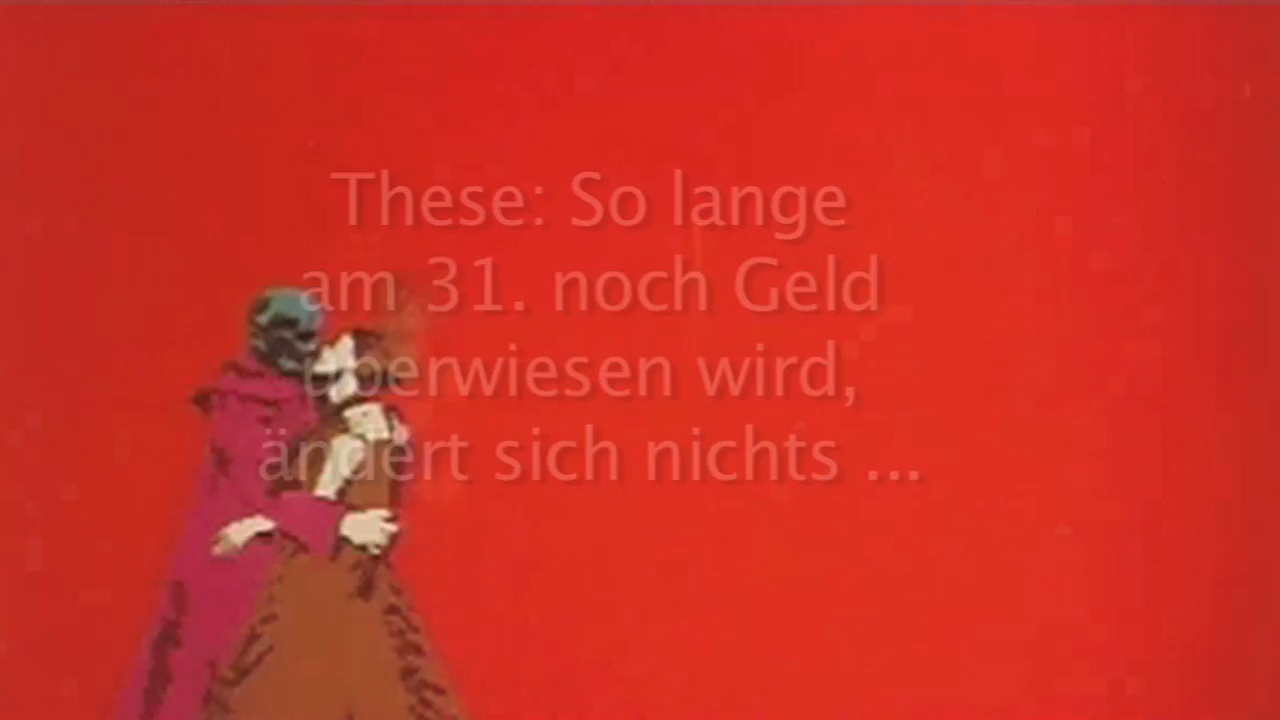 These: So lange
am 31. noch Geld
überwiesen wird,
ändert sich nichts ...